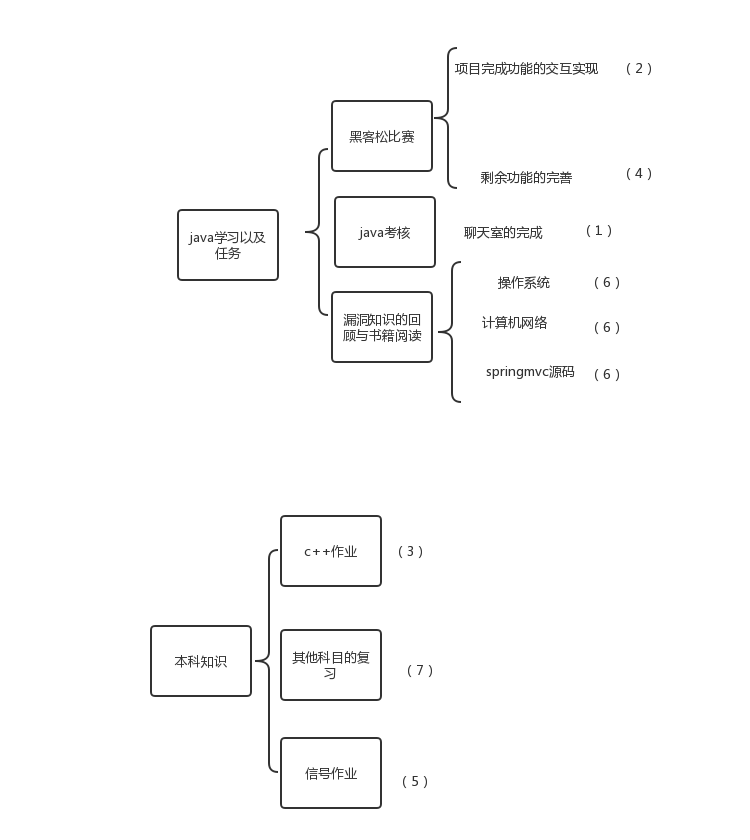 项目完成功能的交互实现 （2）
黑客松比赛
剩余功能的完善 （4）
java学习以及
任务
java考核
聊天室的完成 （1）
漏洞知识的回
顾与书籍阅读
操作系统 （6）
计算机网络 （6）
springmvc源码 （6）
c++作业 （3）
本科知识
其他科目的复
习
（7）
信号作业 （5）